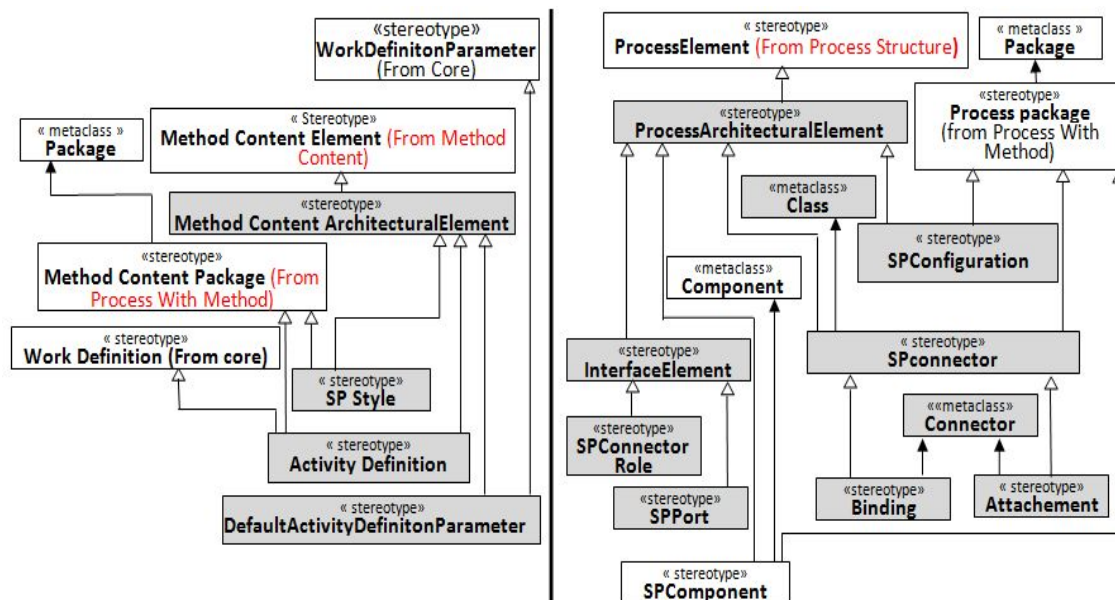 «stereotype»
WorkDefinitonParameter
(From Core)
« metaclass »
Package
« Stereotype»
Method Content Element (From Method
Content)
«stereotype»
Method Content ArchitecturalElement
«stereotype»
Method Content Package (From
Process With Method)
« stereotype»
Work Definition (From core)
« stereotype»
SP Style
« stereotype»
Activity Definition
« stereotype»
DefaultActivityDefinitonParameter
«stereotype»
ProcessElement (From Process Structure)
« metaclass »
Package
«stereotype»
ProcessArchitecturalElement
«stereotype»
Process package
(from Process With
Method)
«metaclass»
Class
« stereotype»
SPConfiguration
«metaclass»
Component
«stereotype»
InterfaceElement
« stereotype»
SPconnector
«stereotype»
SPConnector
Role
««metaclass»
Connector
«stereotype»
SPPort
«stereotype»
Binding
« stereotype»
Attachement
« stereotype»
SPComponent